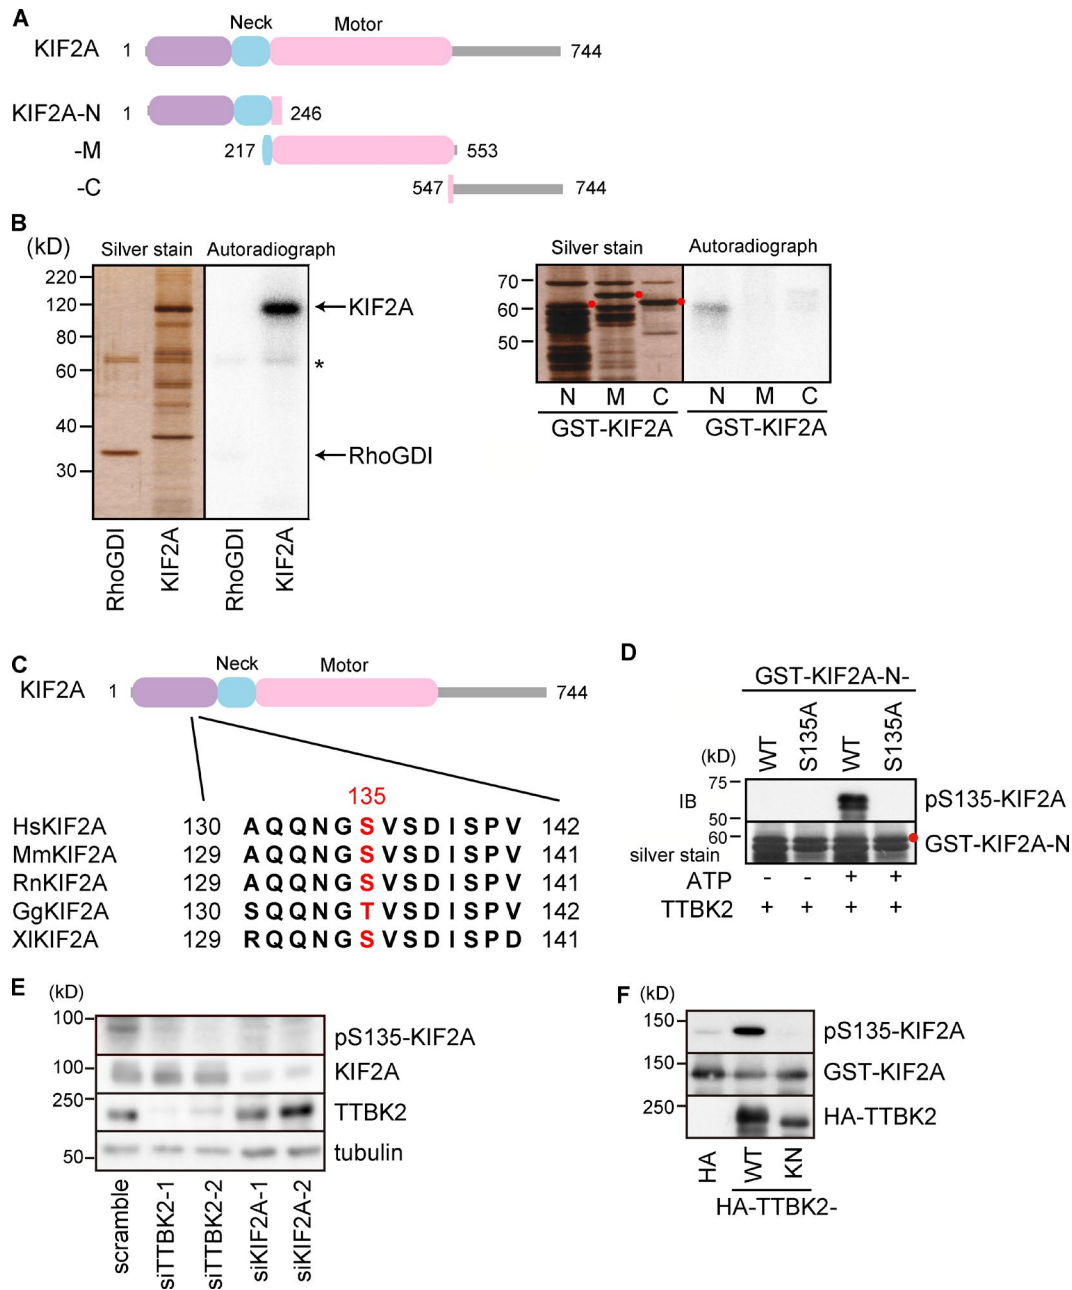 A
Neck Motor
KIF2A 1 744
KIF2A-N 1 246
-M 217 553
-C 547 744
B
(kD) Silver stain Autoradiograph
220
120
80
60
40
30
KIF2A
*
RhoGDI
RhoGDI KIF2A RhoGDI KIF2A
Silver stain Autoradiograph
70
60
50
N M C N M C
GST-KIF2A GST-KIF2A
C
Neck Motor
KIF2A 1 744
135
HsKIF2A 130 AQQNGSVSDISPV 142
MmKIF2A 129 AQQNGSVSDISPV 141
RnKIF2A 129 AQQNGSVSDISPV 141
GgKIF2A 130 SQQNGTVSDISPV 142
XlKIF2A 129 RQQNGSVSDISPD 141
D
GST-KIF2A-N-
(kD) WT S135A WT S135A
75
IB pS135-KIF2A
50
60 GST-KIF2A-N
silver stain
ATP - - + +
TTBK2 + + + +
E (kD)
100 pS135-KIF2A
100 KIF2A
250 TTBK2
50 tubulin
scramble siTTBK2-1 siTTBK2-2 siKIF2A-1 siKIF2A-2
F (kD)
150 pS135-KIF2A
150 GST-KIF2A
250 HA-TTBK2
HA WT KN
HA-TTBK2-